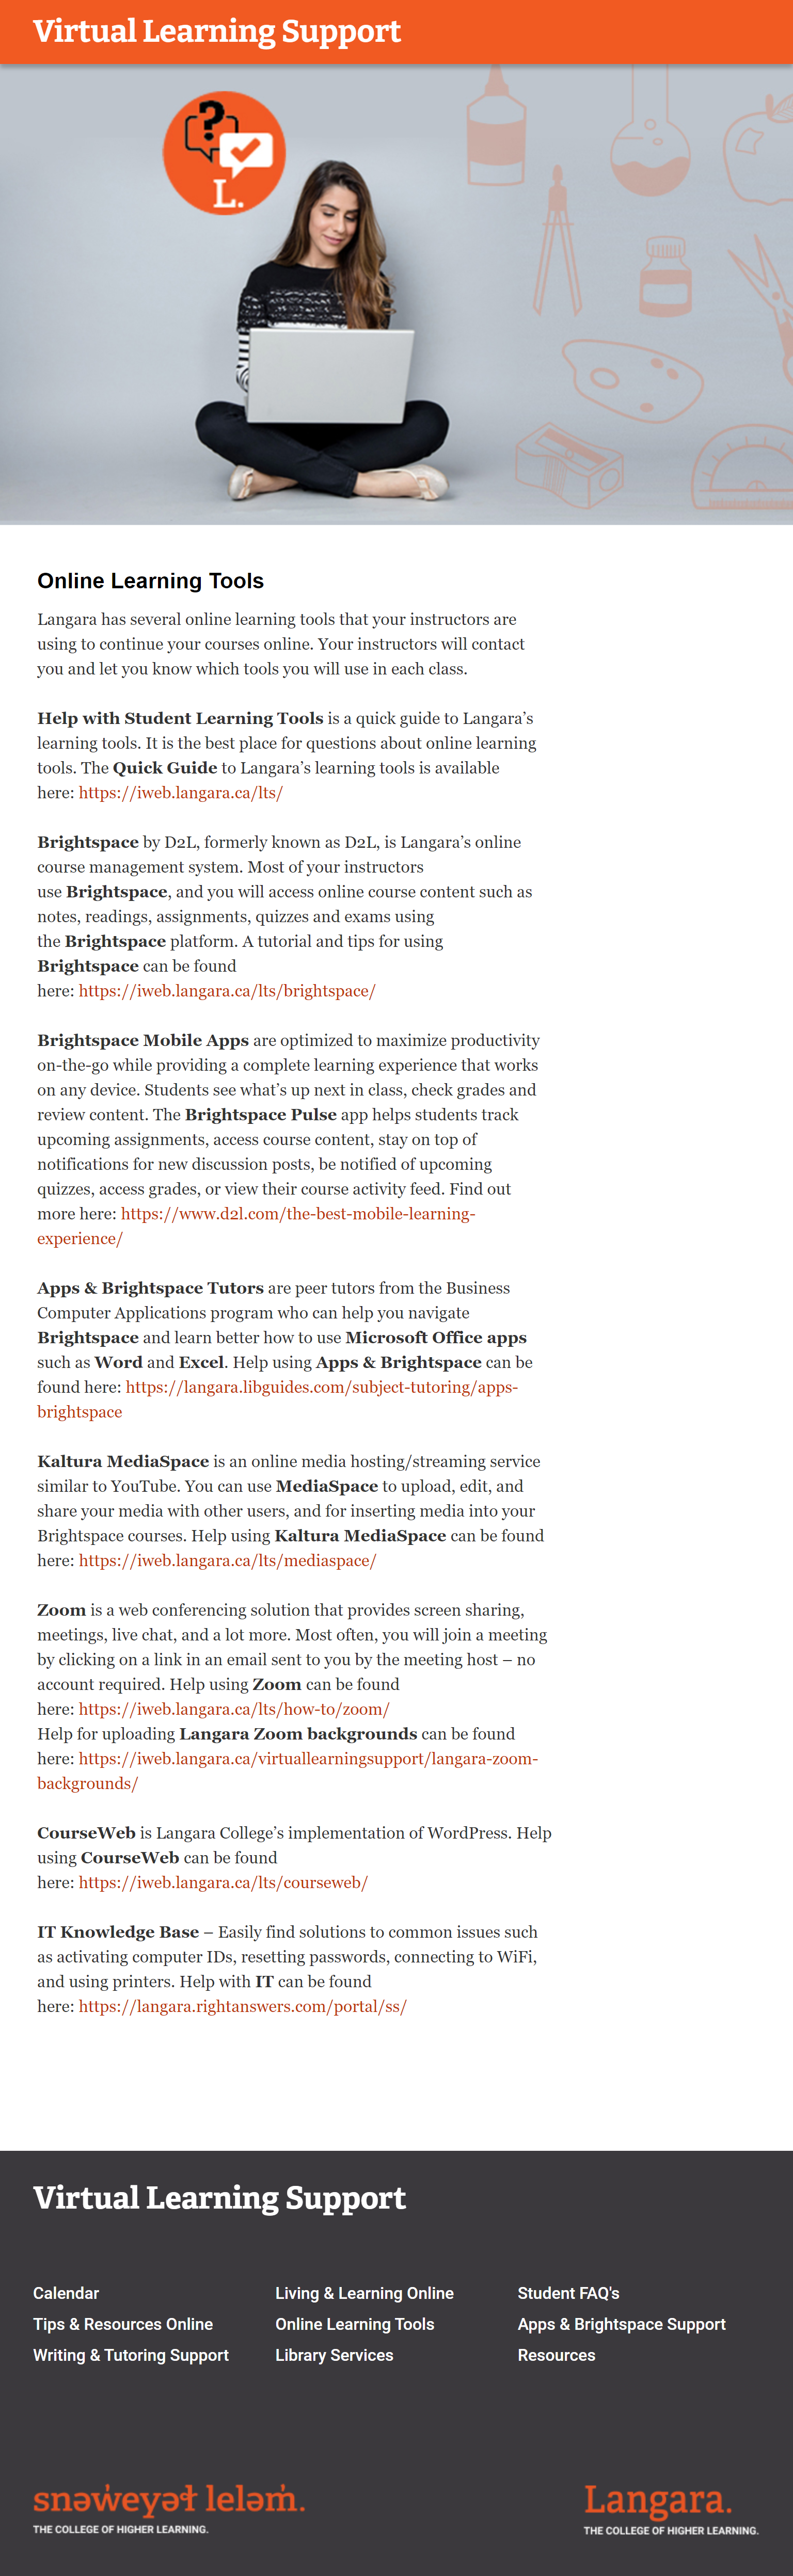 Virtual Learning Support
?
L.
Online Learning Tools
Langara has several online learning tools that your instructors are
using to continue your courses online. Your instructors will contact
you and let you know which tools you will use in each class.
Help with Student Learning Tools is a quick guide to Langara’s
learning tools. It is the best place for questions about online learning
tools. The Quick Guide to Langara’s learning tools is available
here: https://iweb.langara.ca/lts/
Brightspace by D2L, formerly known as D2L, is Langara’s online
course management system. Most of your instructors
use Brightspace, and you will access online course content such as
notes, readings, assignments, quizzes and exams using
the Brightspace platform. A tutorial and tips for using
Brightspace can be found
here: https://iweb.langara.ca/lts/brightspace/
Brightspace Mobile Apps are optimized to maximize productivity
on-the-go while providing a complete learning experience that works
on any device. Students see what’s up next in class, check grades and
review content. The Brightspace Pulse app helps students track
upcoming assignments, access course content, stay on top of
notifications for new discussion posts, be notified of upcoming
quizzes, access grades, or view their course activity feed. Find out
more here: https://www.d2l.com/the-best-mobile-learning-
experience/
Apps & Brightspace Tutors are peer tutors from the Business
Computer Applications program who can help you navigate
Brightspace and learn better how to use Microsoft Office apps
such as Word and Excel. Help using Apps & Brightspace can be
found here: https://langara.libguides.com/subject-tutoring/apps-
brightspace
Kaltura MediaSpace is an online media hosting/streaming service
similar to YouTube. You can use MediaSpace to upload, edit, and
share your media with other users, and for inserting media into your
Brightspace courses. Help using Kaltura MediaSpace can be found
here: https://iweb.langara.ca/lts/mediaspace/
Zoom is a web conferencing solution that provides screen sharing,
meetings, live chat, and a lot more. Most often, you will join a meeting
by clicking on a link in an email sent to you by the meeting host – no
account required. Help using Zoom can be found
here: https://iweb.langara.ca/lts/how-to/zoom/
Help for uploading Langara Zoom backgrounds can be found
here: https://iweb.langara.ca/virtuallearningsupport/langara-zoom-
backgrounds/
CourseWeb is Langara College’s implementation of WordPress. Help
using CourseWeb can be found
here: https://iweb.langara.ca/lts/courseweb/
IT Knowledge Base – Easily find solutions to common issues such
as activating computer IDs, resetting passwords, connecting to WiFi,
and using printers. Help with IT can be found
here: https://langara.rightanswers.com/portal/ss/
Virtual Learning Support
Calendar Living & Learning Online Student FAQ's
Tips & Resources Online Online Learning Tools Apps & Brightspace Support
Writing & Tutoring Support Library Services Resources
snəw̓eyəɬ leləm̓. Langara.
THE COLLEGE OF HIGHER LEARNING. THE COLLEGE OF HIGHER LEARNING.